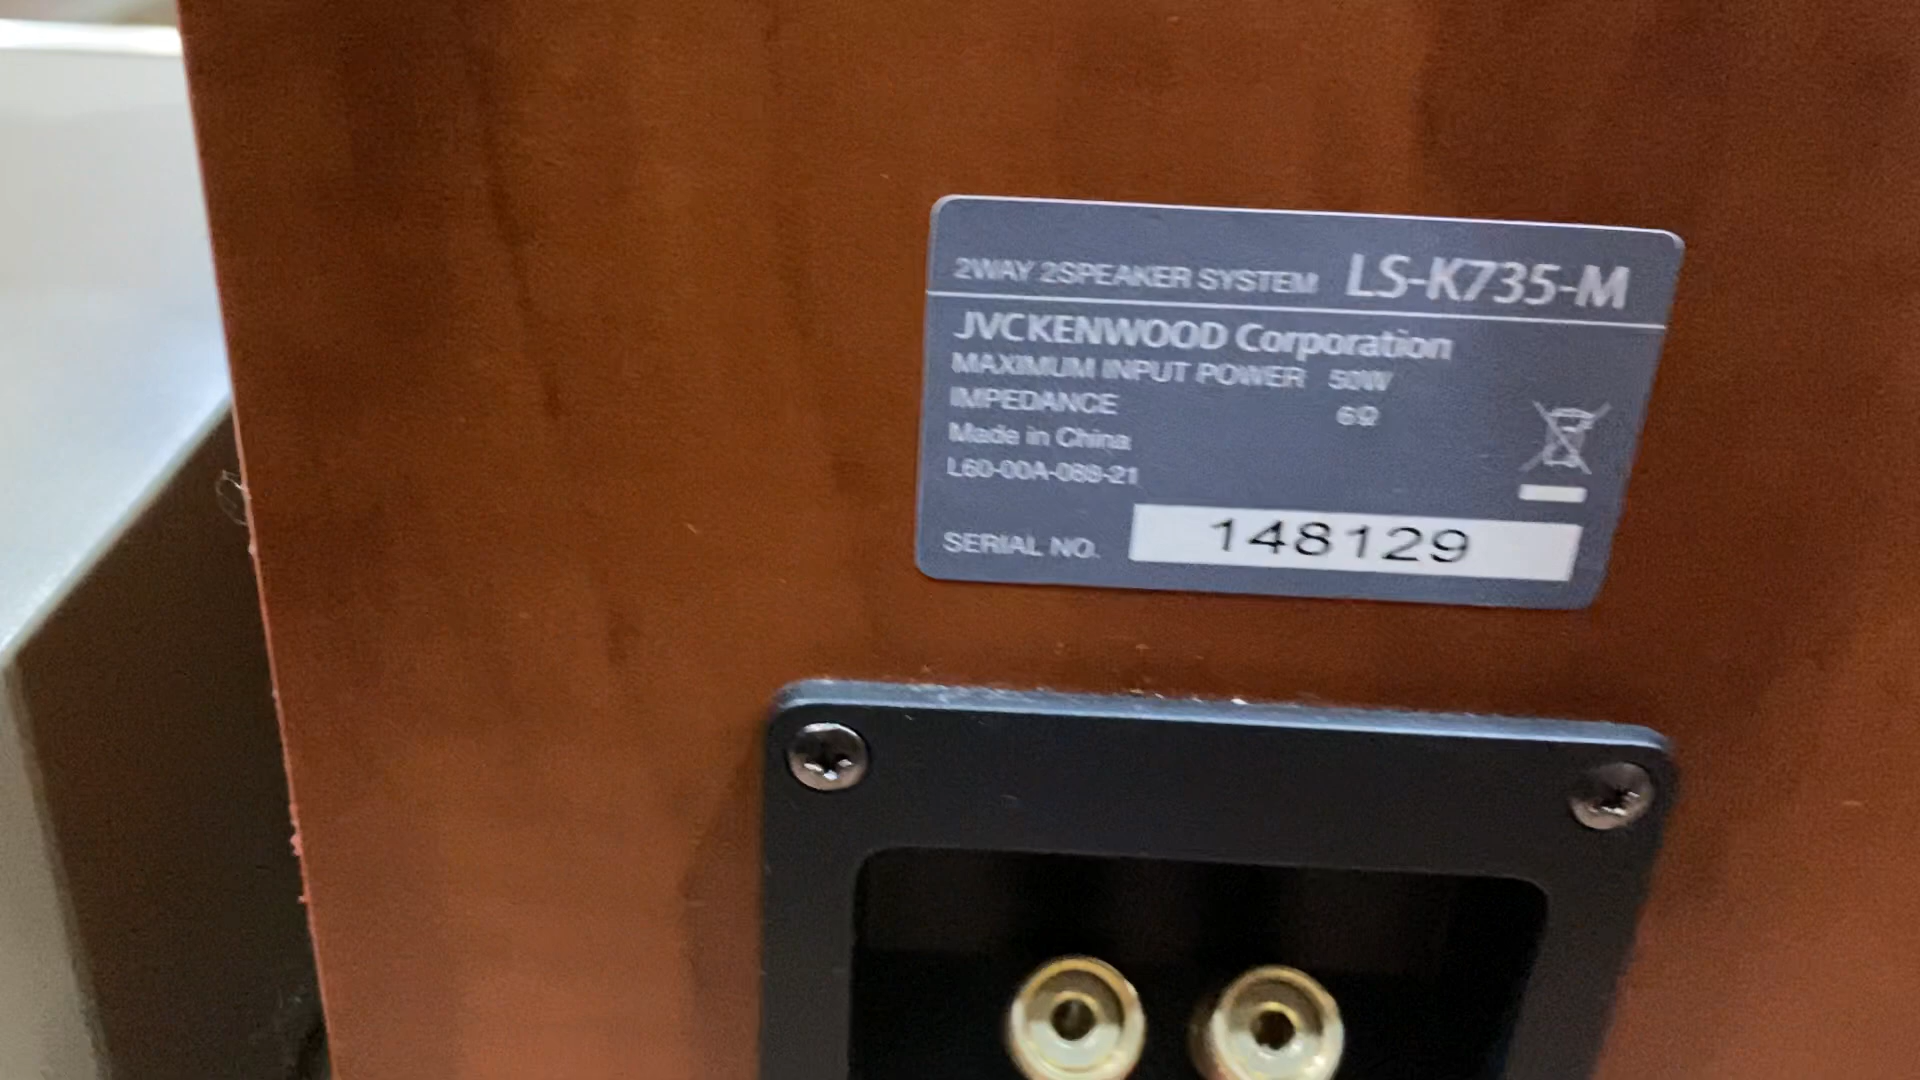 2WAY 2SPEAKER SYSTEM LS-K735-M
JVCKENWOOD Corporation
MAXIMUM INPUT POWER 50W
IMPEDANCE 6Ω
Made in China
L60-00A-088-21
SERIAL NO. 148129